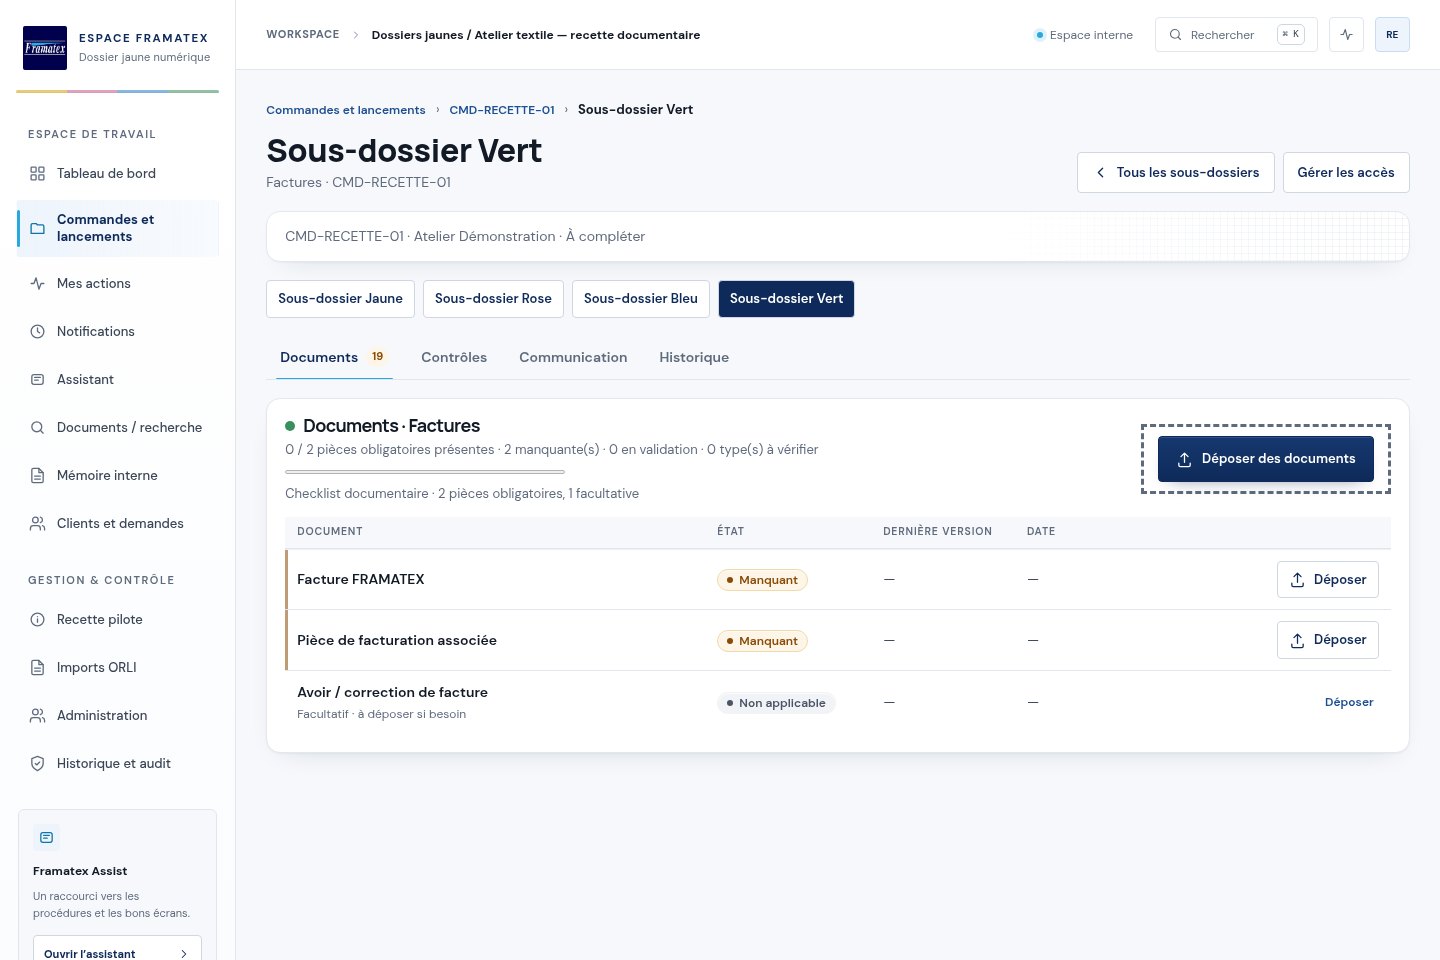 Framatex
ESPACE FRAMATEX
Dossier jaune numérique
ESPACE DE TRAVAIL
Tableau de bord
Commandes et
lancements
Mes actions
Notifications
Assistant
Documents / recherche
Mémoire interne
Clients et demandes
GESTION & CONTRÔLE
Recette pilote
Imports ORLI
Administration
Historique et audit
Framatex Assist
Un raccourci vers les
procédures et les bons écrans.
Ouvrir l'assistant
WORKSPACE > Dossiers jaunes / Atelier textile — recette documentaire
Espace interne
Rechercher ⌘ K
RE
Commandes et lancements › CMD-RECETTE-01 › Sous-dossier Vert
Sous-dossier Vert
Factures · CMD-RECETTE-01
Tous les sous-dossiers
Gérer les accès
CMD-RECETTE-01 · Atelier Démonstration · À compléter
Sous-dossier Jaune Sous-dossier Rose Sous-dossier Bleu Sous-dossier Vert
Documents 19 Contrôles Communication Historique
Documents · Factures
0 / 2 pièces obligatoires présentes · 2 manquante(s) · 0 en validation · 0 type(s) à vérifier
Checklist documentaire · 2 pièces obligatoires, 1 facultative
Déposer des documents
DOCUMENT ÉTAT DERNIÈRE VERSION DATE
Facture FRAMATEX Manquant — — Déposer
Pièce de facturation associée Manquant — — Déposer
Avoir / correction de facture Non applicable — — Déposer
Facultatif · à déposer si besoin